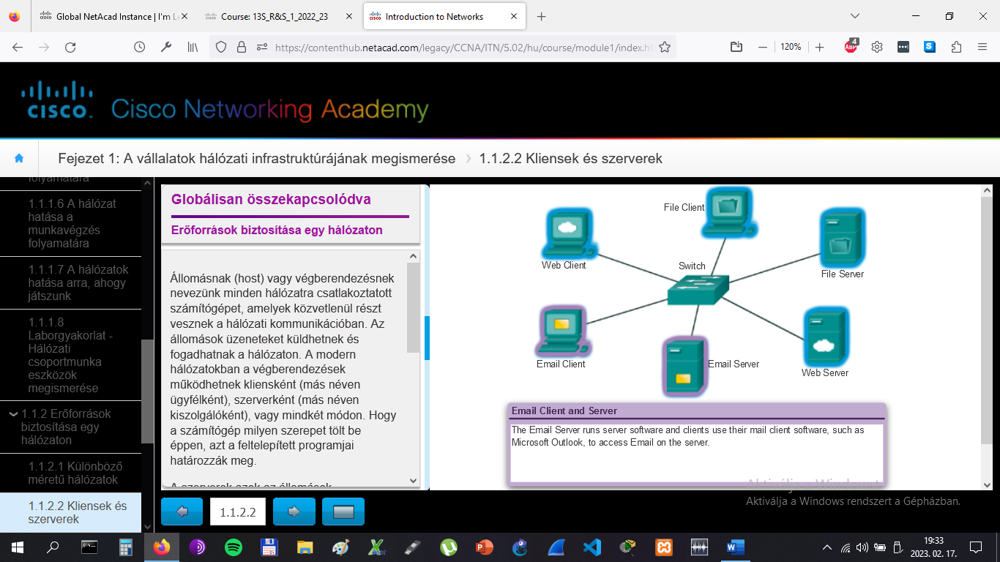 Global NetAcad Instance | I'm Le
Course: 13S_R&S_1_2022_23
Introduction to Networks
https://contenthub.netacad.com/legacy/CCNA/ITN/5.02/hu/course/module1/index.ht
120%
4
ABP
CISCO
Cisco Networking Academy
Fejezet 1: A vállalatok hálózati infrastruktúrájának megismerése
1.1.2.2 Kliensek és szerverek
folyamatára
1.1.1.6 A hálózat
hatása a
munkavégzés
folyamatára
1.1.1.7 A hálózatok
hatása arra, ahogy
játszunk
1.1.1.8
Laborgyakorlat -
Hálózati
csoportmunka
eszközök
megismerése
1.1.2 Erőforrások
biztosítása egy
hálózaton
1.1.2.1 Különböző
méretű hálózatok
1.1.2.2 Kliensek és
szerverek
Globálisan összekapcsolódva
Erőforrások biztosítása egy hálózaton
Állomásnak (host) vagy végberendezésnek
nevezünk minden hálózatra csatlakoztatott
számítógépet, amelyek közvetlenül részt
vesznek a hálózati kommunikációban. Az
állomások üzeneteket küldhetnek és
fogadhatnak a hálózaton. A modern
hálózatokban a végberendezések
működhetnek kliensként (más néven
ügyfélként), szerverként (más néven
kiszolgálóként), vagy mindkét módon. Hogy
a számítógép milyen szerepet tölt be
éppen, azt a feltelepített programjai
határozzák meg.
A szerverek azok az állomások
File Client
Web Client
Switch
File Server
Email Client
Email Server
Web Server
Email Client and Server
The Email Server runs server software and clients use their mail client software, such as
Microsoft Outlook, to access Email on the server.
Aktiválja a Windowst
Aktiválja a Windows rendszert a Gépházban.
1.1.2.2
19:33
2023. 02. 17.